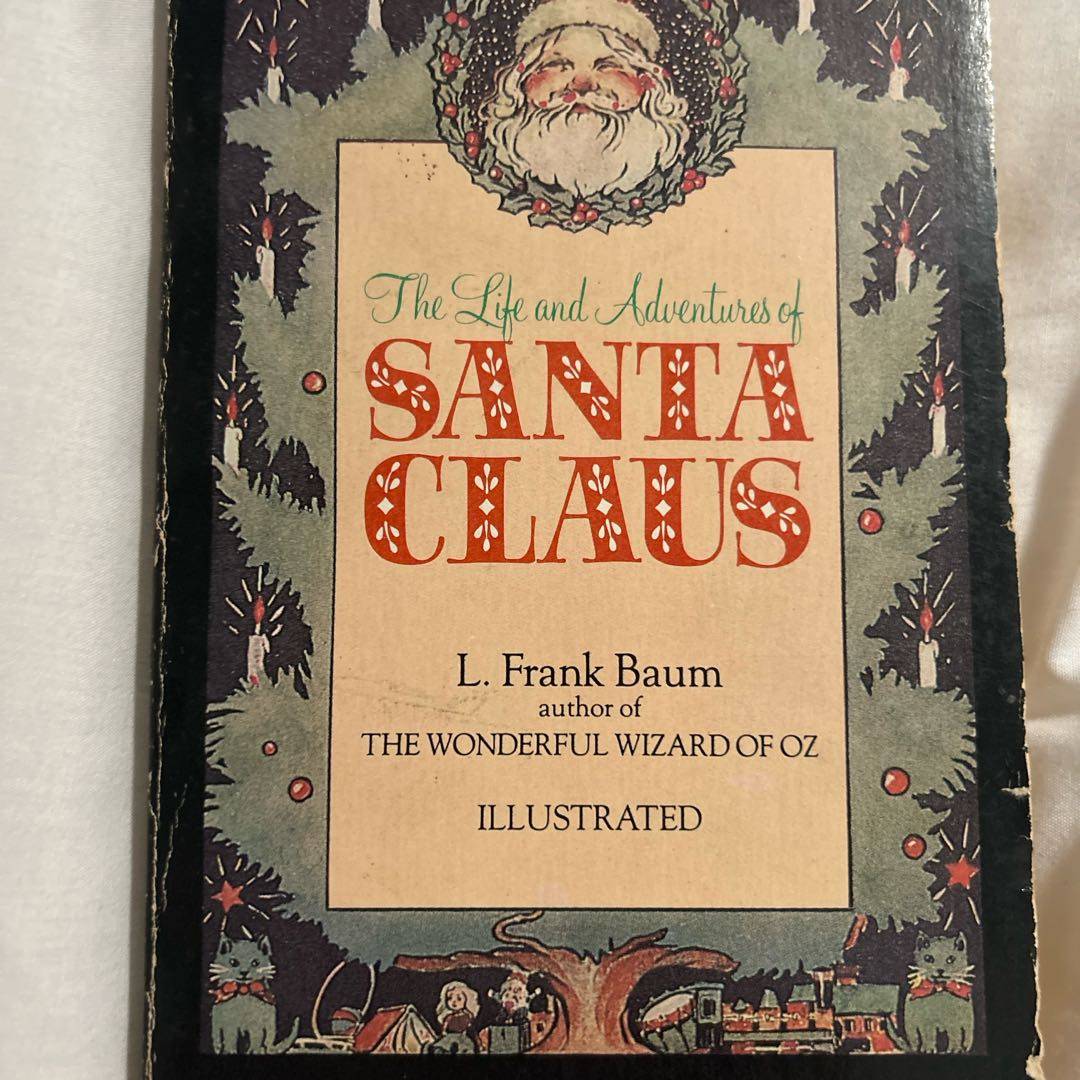 The Life and Adventures of
SANTA
CLAUS
L. Frank Baum
author of
THE WONDERFUL WIZARD OF OZ
ILLUSTRATED